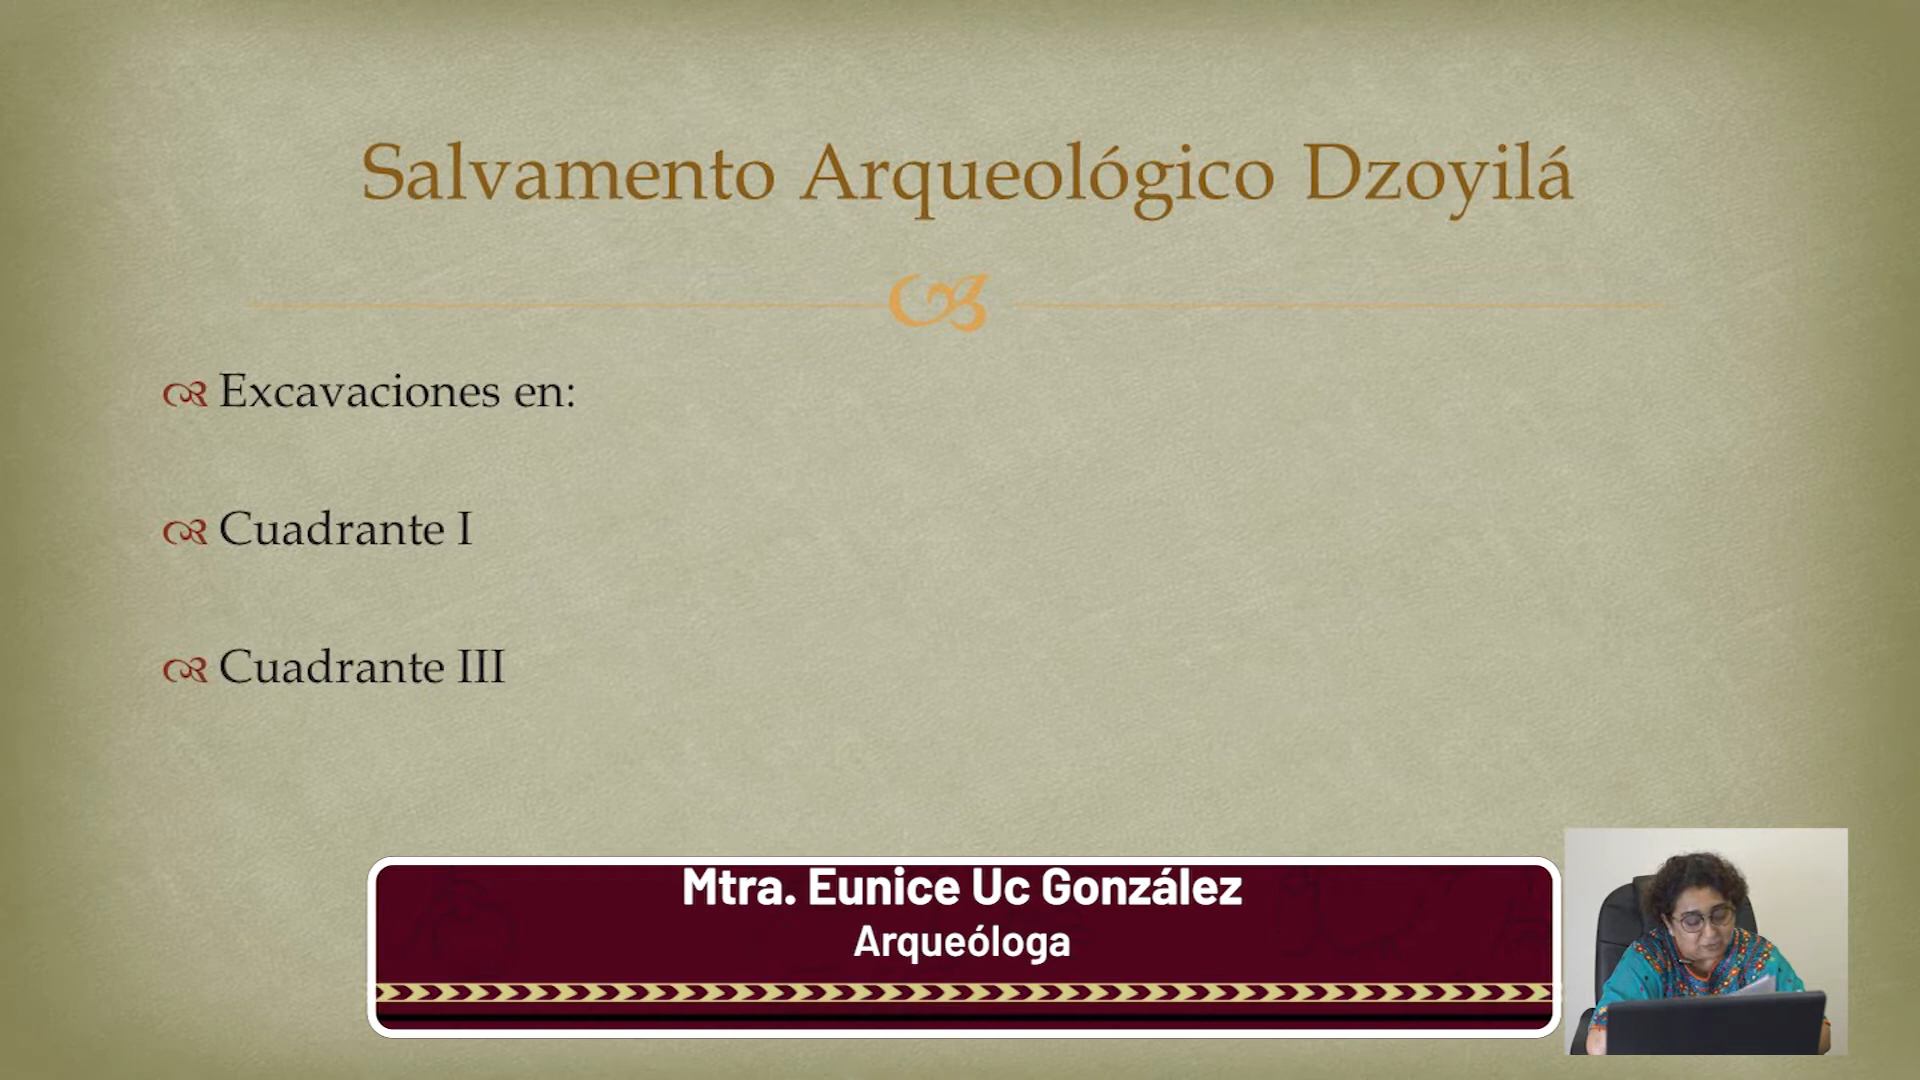 Salvamento Arqueológico Dzoyilá
Excavaciones en:
Cuadrante I
Cuadrante III
Mtra. Eunice Uc González
Arqueóloga